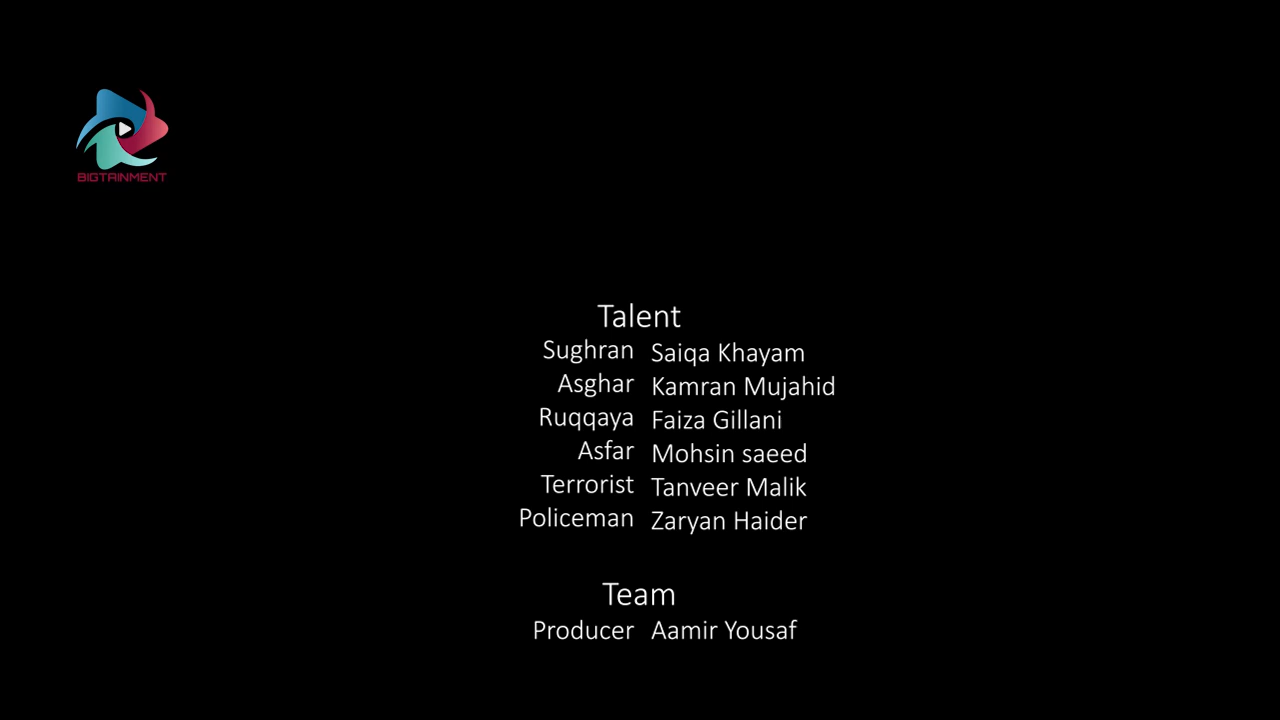 BIGTAINMENT
Talent
Sughran Saiqa Khayam
Asghar Kamran Mujahid
Ruqqaya Faiza Gillani
Asfar Mohsin saeed
Terrorist Tanveer Malik
Policeman Zaryan Haider
Team
Producer Aamir Yousaf